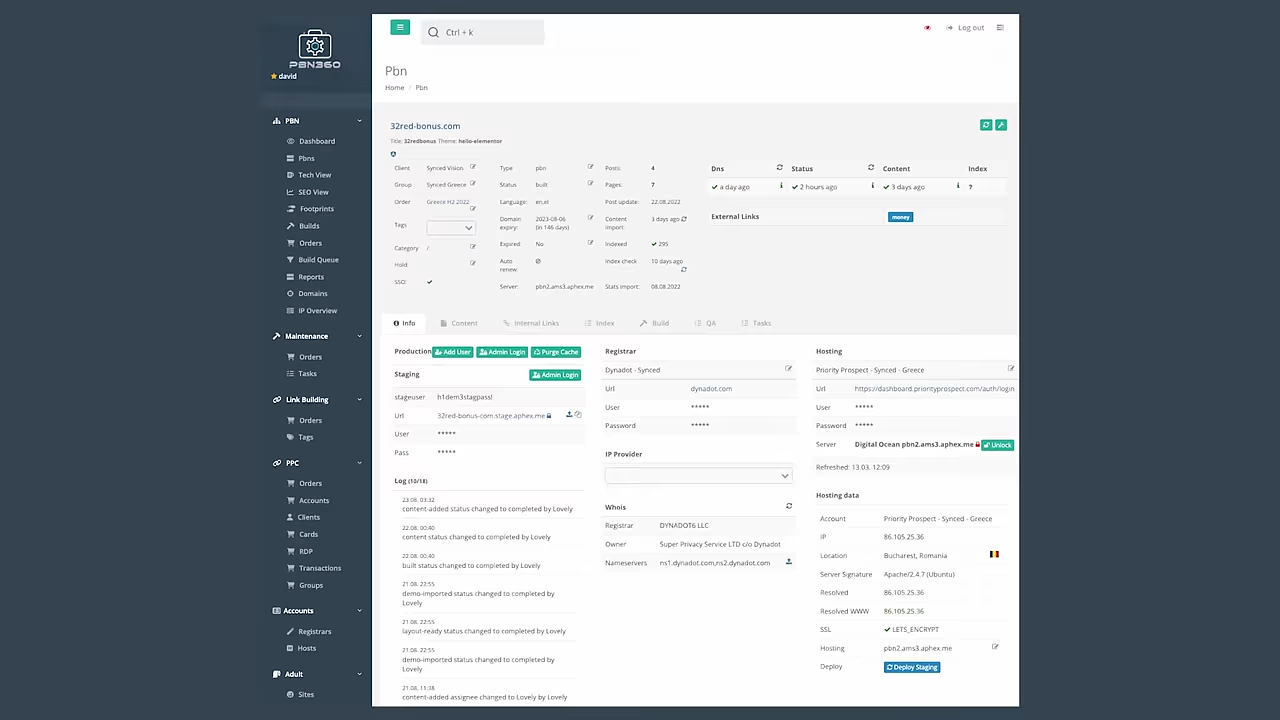 PBN360
david
PBN
Dashboard
Pbns
Tech View
SEO View
Footprints
Builds
Orders
Build Queue
Reports
Domains
IP Overview
Maintenance
Orders
Tasks
Link Building
Orders
Tags
PPC
Orders
Accounts
Clients
Cards
RDP
Transactions
Groups
Accounts
Registrars
Hosts
Adult
Sites
Ctrl + k
Log out
Pbn
Home / Pbn
32red-bonus.com
Title: 32redbonus Theme: hello-elementor
Client Synced Vision
Group Synced Greece
Order Greece H2 2022
Tags
Category /
Hold:
SSO:
Type pbn
Status built
Language: en,el
Domain expiry: 2023-08-06 (in 146 days)
Expired: No
Auto renew:
Server: pbn2.ams3.aphex.me
Posts: 4
Pages: 7
Post update: 22.08.2022
Content import: 3 days ago
Indexed 295
Index check 10 days ago
Stats import: 08.08.2022
Dns Status Content Index
a day ago 2 hours ago 3 days ago ?
External Links money
Info Content Internal Links Index Build QA Tasks
Production Add User Admin Login Purge Cache
Staging Admin Login
stageuser h1dem3stagpass!
Url 32red-bonus-com.stage.aphex.me
User *****
Pass *****
Log (10/18)
23.08. 03:32
content-added status changed to completed by Lovely
22.08. 00:40
content status changed to completed by Lovely
22.08. 00:40
built status changed to completed by Lovely
21.08. 22:55
demo-imported status changed to completed by
Lovely
21.08. 22:55
layout-ready status changed to completed by Lovely
21.08. 22:55
demo-imported status changed to completed by
Lovely
21.08. 11:38
content-added assignee changed to Lovely by Lovely
Registrar
Dynadot - Synced
Url dynadot.com
User *****
Password *****
IP Provider
Whois
Registrar DYNADOT6 LLC
Owner Super Privacy Service LTD c/o Dynadot
Nameservers ns1.dynadot.com,ns2.dynadot.com
Hosting
Priority Prospect - Synced - Greece
Url https://dashboard.priorityprospect.com/auth/login
User *****
Password *****
Server Digital Ocean pbn2.ams3.aphex.me Unlock
Refreshed: 13.03. 12:09
Hosting data
Account Priority Prospect - Synced - Greece
IP 86.105.25.36
Location Bucharest, Romania
Server Signature Apache/2.4.7 (Ubuntu)
Resolved 86.105.25.36
Resolved WWW 86.105.25.36
SSL LETS_ENCRYPT
Hosting pbn2.ams3.aphex.me
Deploy Deploy Staging